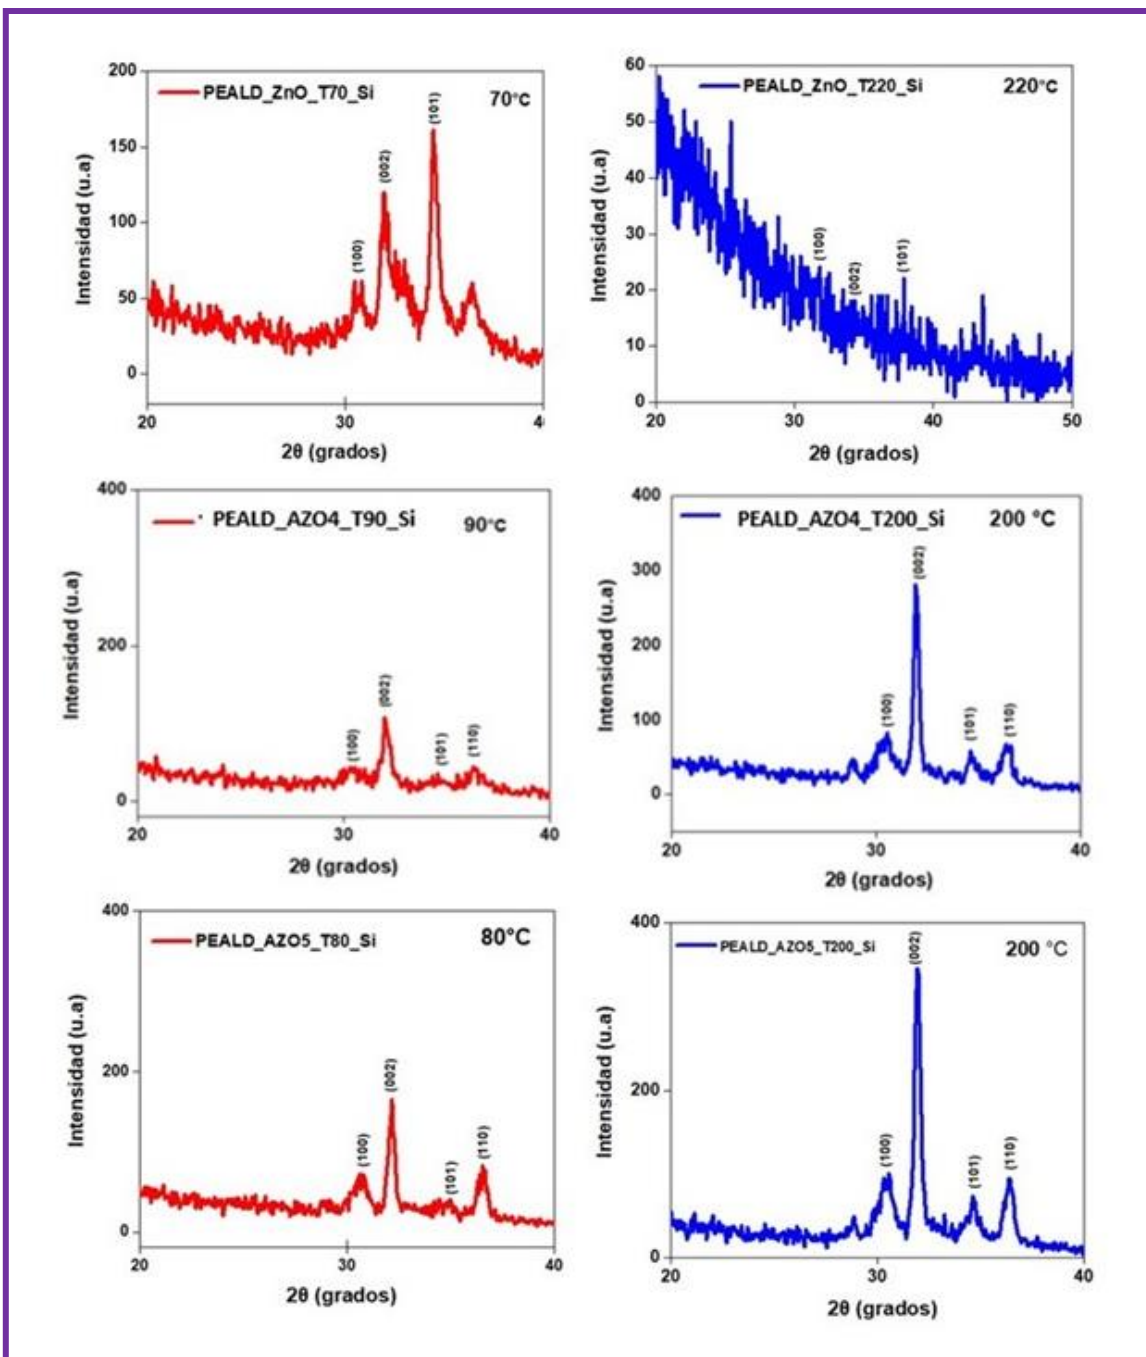 PEALD_ZnO_T70_Si 70°C
200
150
100
50
0
(100)
(002)
(101)
20 30 4
Intensidad (u.a)
2θ (grados)
PEALD_ZnO_T220_Si 220°C
60
50
40
30
20
10
0
(100)
(002)
(101)
20 30 40 50
Intensidad (u.a)
2θ (grados)
PEALD_AZO4_T90_Si 90°C
400
200
0
(100)
(002)
(101)
(110)
20 30 40
Intensidad (u.a)
2θ (grados)
PEALD_AZO4_T200_Si 200 °C
400
300
200
100
0
(100)
(002)
(101)
(110)
20 30 40
Intensidad (u.a)
2θ (grados)
PEALD_AZO5_T80_Si 80°C
400
200
0
(100)
(002)
(101)
(110)
20 30 40
Intensidad (u.a)
2θ (grados)
PEALD_AZO5_T200_Si 200 °C
400
200
0
(100)
(002)
(101)
(110)
20 30 40
Intensidad (u.a)
2θ (grados)